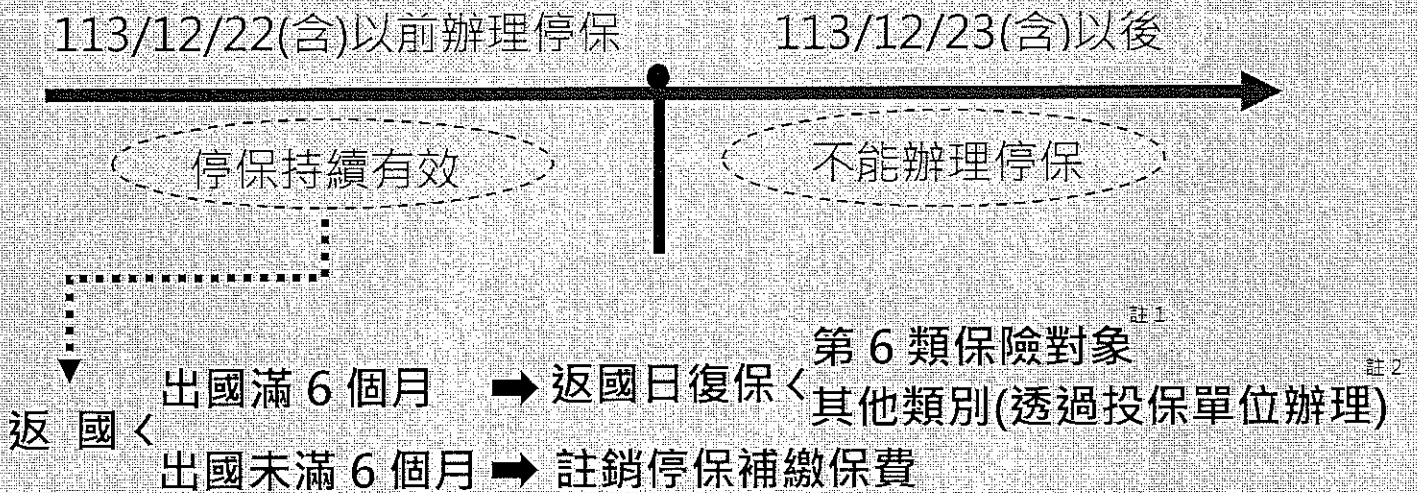 113/12/22(含)以前辦理停保
113/12/23(含)以後
停保持續有效
不能辦理停保
返 國
出國滿 6 個月 ➡ 返國日復保
第 6 類保險對象 註1
其他類別(透過投保單位辦理) 註2
出國未滿 6 個月 ➡ 註銷停保補繳保費